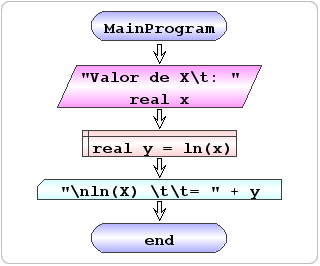 MainProgram
"Valor de X\t: "
real x
real y = ln(x)
"\nln(X) \t\t= " + y
end